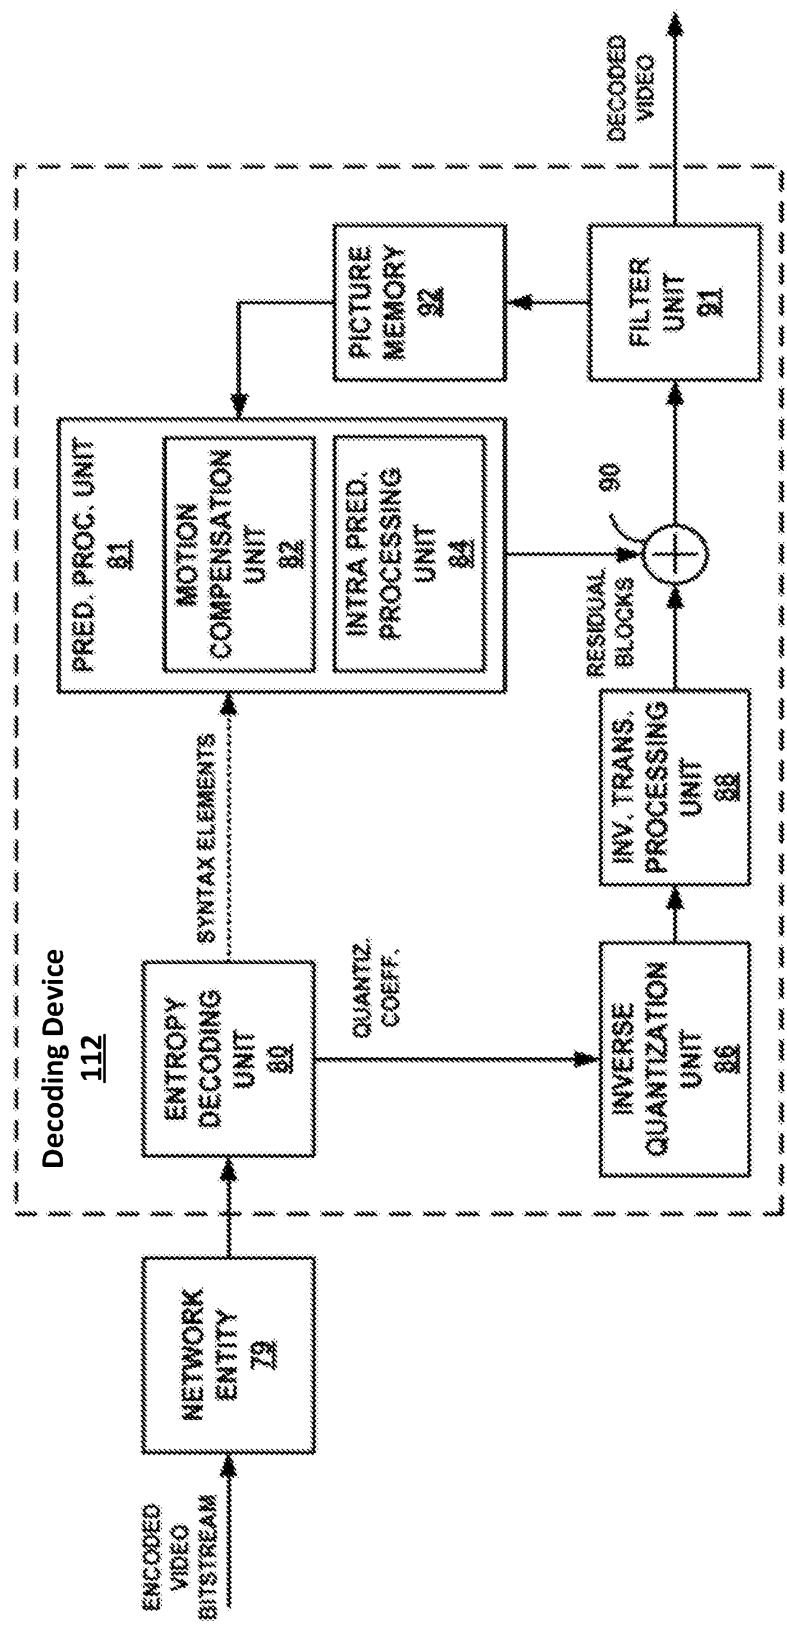 Decoding Device
112
ENCODED
VIDEO
BITSTREAM
NETWORK
ENTITY
79
ENTROPY
DECODING
UNIT
80
SYNTAX ELEMENTS
QUANTIZ.
COEFF.
PRED. PROC. UNIT
81
MOTION
COMPENSATION
UNIT
82
INTRA PRED.
PROCESSING
UNIT
84
PICTURE
MEMORY
92
INVERSE
QUANTIZATION
UNIT
86
INV. TRANS.
PROCESSING
UNIT
88
RESIDUAL
BLOCKS
90
FILTER
UNIT
91
DECODED
VIDEO